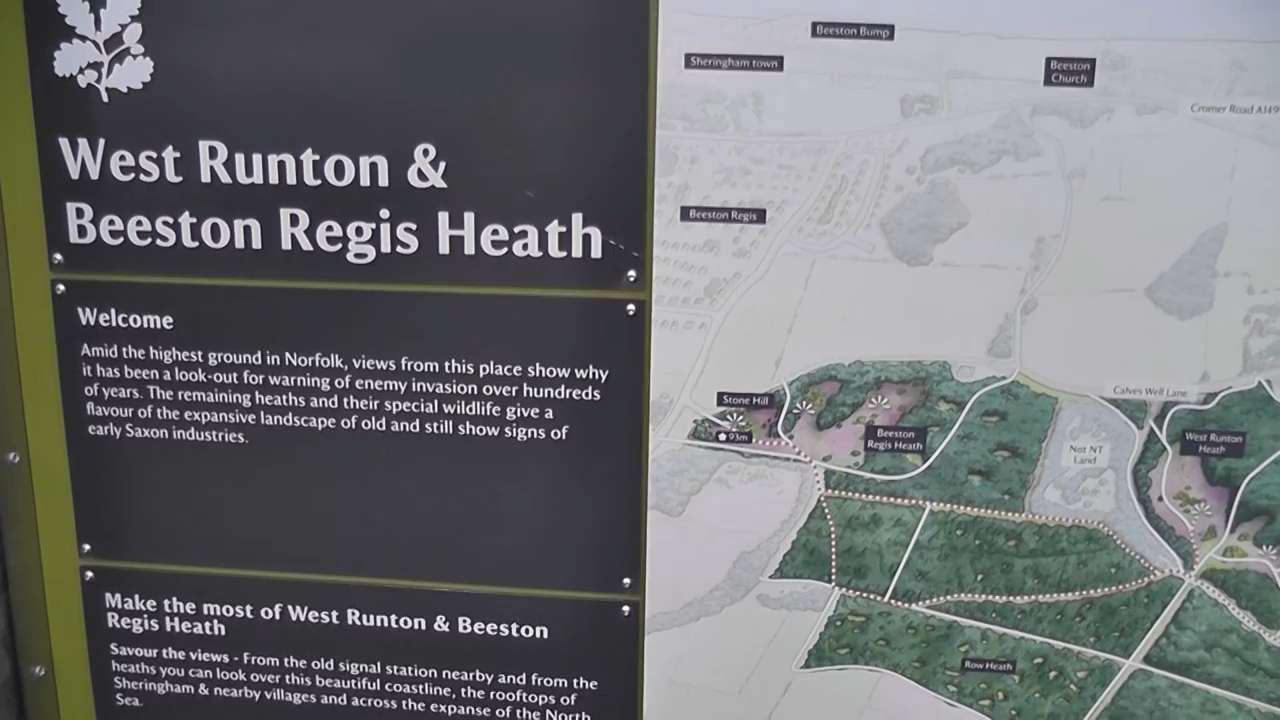 West Runton &
Beeston Regis Heath
Welcome
Amid the highest ground in Norfolk, views from this place show why
it has been a look-out for warning of enemy invasion over hundreds
of years. The remaining heaths and their special wildlife give a
flavour of the expansive landscape of old and still show signs of
early Saxon industries.
Make the most of West Runton & Beeston
Regis Heath
Savour the views - From the old signal station nearby and from the
heaths you can look over this beautiful coastline, the rooftops of
Sheringham & nearby villages and across the expanse of the North
Sea.
Beeston Bump
Sheringham town
Beeston
Church
Cromer Road A149
Beeston Regis
Calves Well Lane
Stone Hill
93m
Beeston
Regis Heath
Not NT
Land
West Runton
Heath
Row Heath